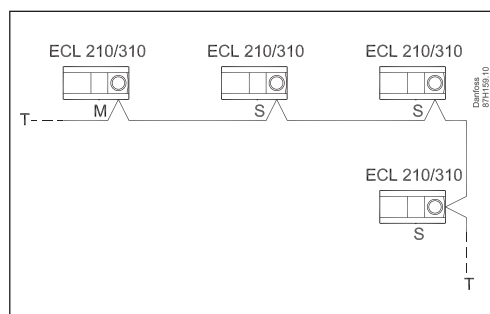 ECL 210/310 ECL 210/310 ECL 210/310
Danfoss
87H159.10
T M S S
ECL 210/310
S
T